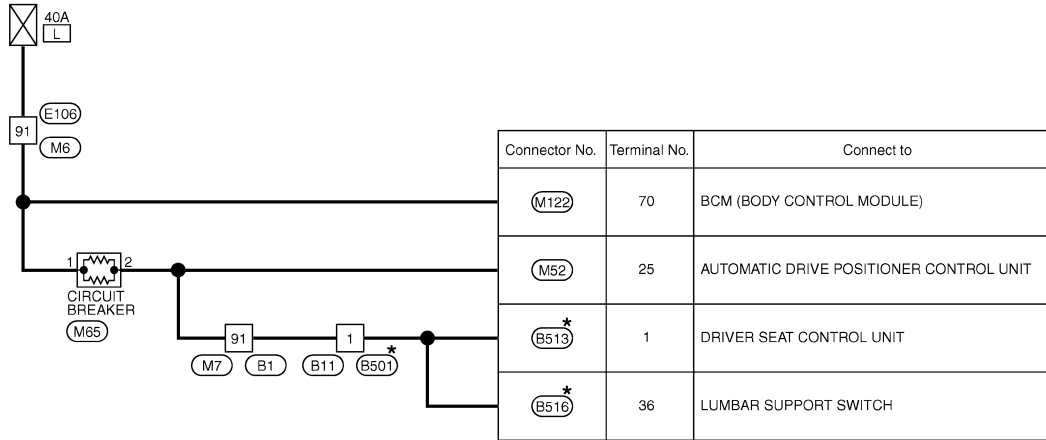 40A
L
E106
91
M6
Connector No. Terminal No. Connect to
M122 70 BCM (BODY CONTROL MODULE)
1 2
CIRCUIT
BREAKER
M65
M52 25 AUTOMATIC DRIVE POSITIONER CONTROL UNIT
91 1
M7 B1 B11 B501*
B513* 1 DRIVER SEAT CONTROL UNIT
B516* 36 LUMBAR SUPPORT SWITCH